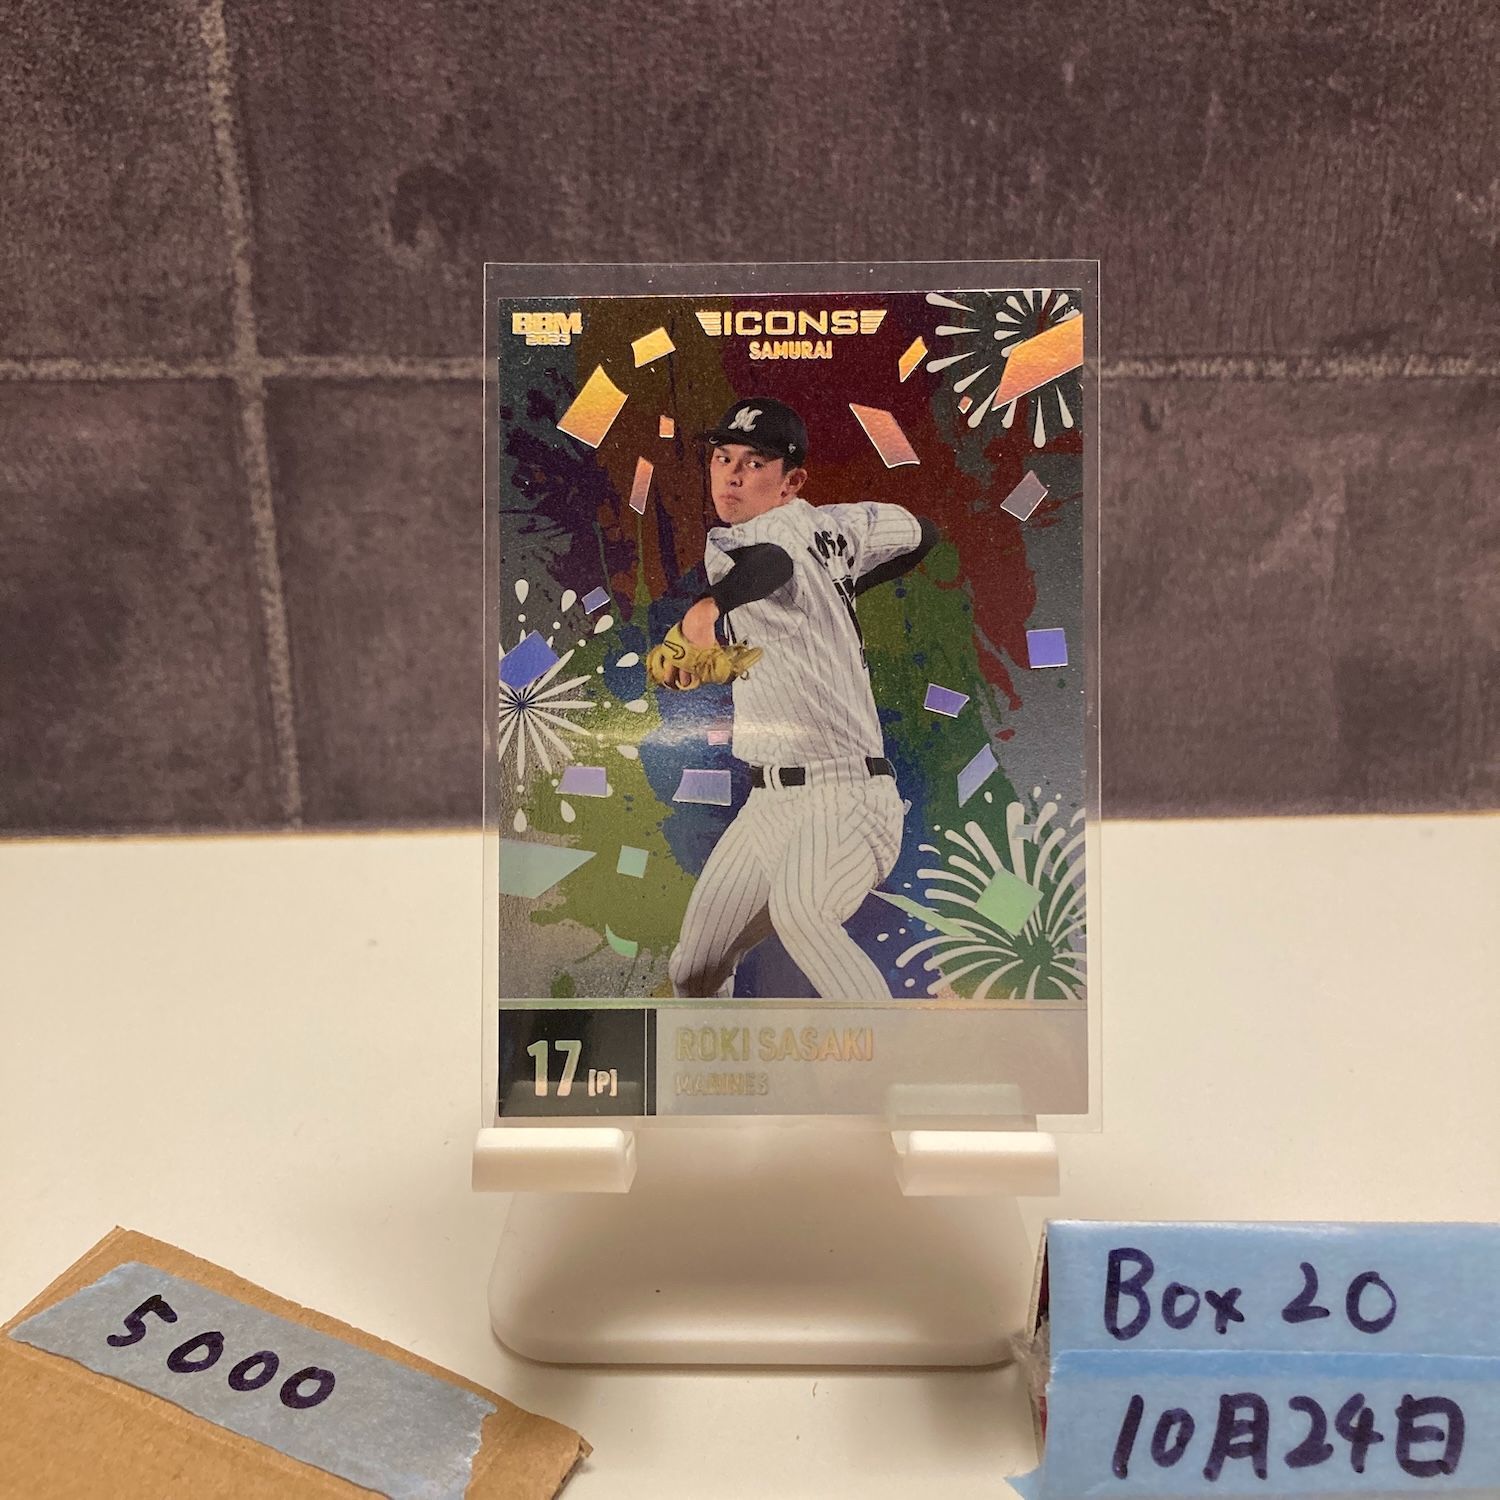 BBM
2023
ICONS
SAMURAI
M
17 [P]
ROKI SASAKI
MARINES
5000
Box 20
10月24日